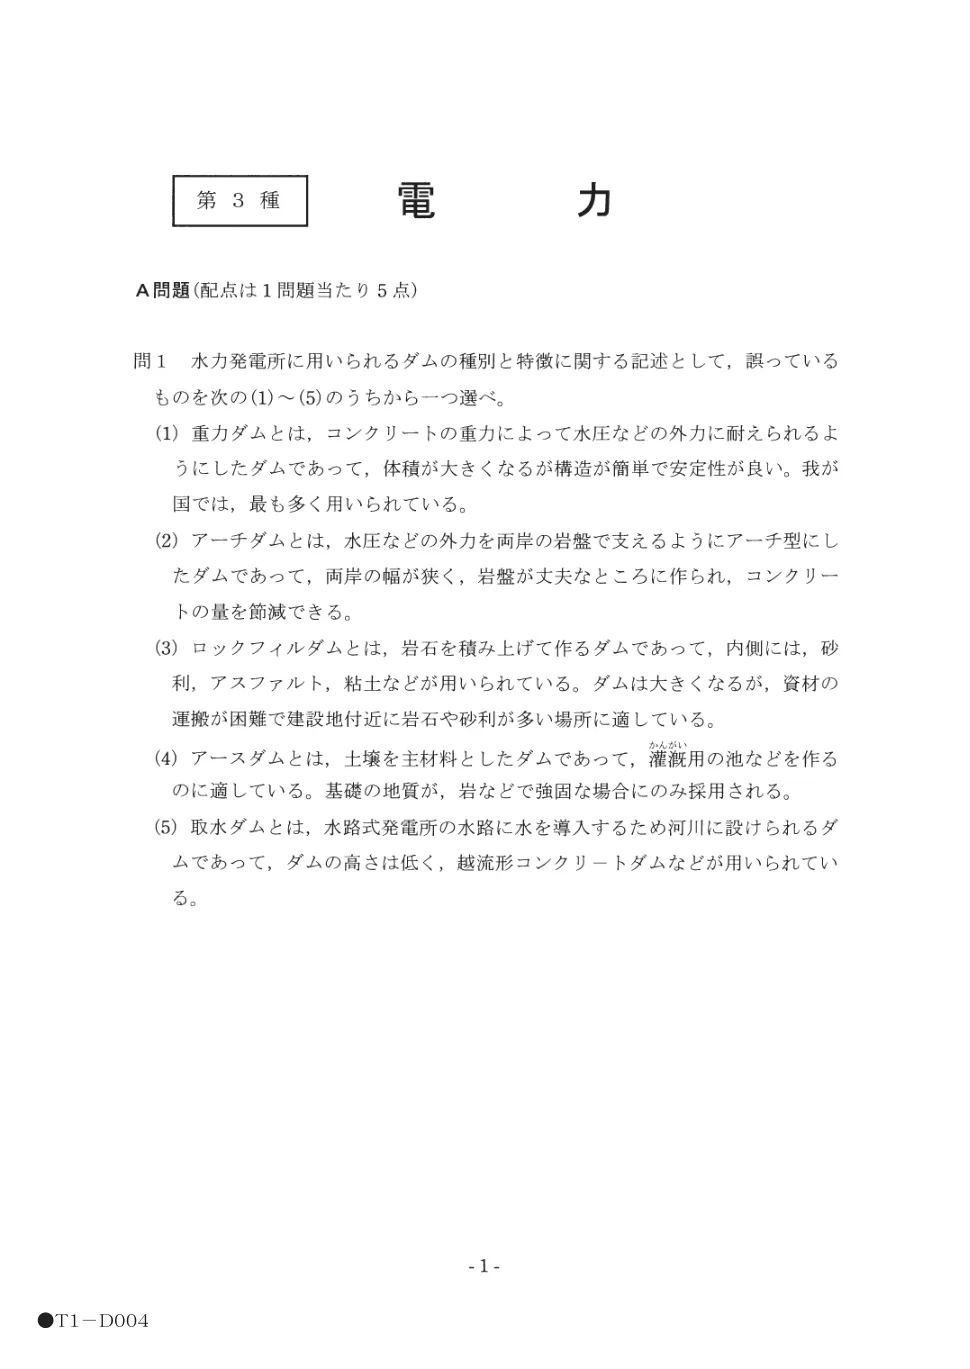 第 3 種
電 力
A問題(配点は1問題当たり5点)
問1 水力発電所に用いられるダムの種別と特徴に関する記述として，誤っている
ものを次の(1)～(5)のうちから一つ選べ。
(1) 重力ダムとは，コンクリートの重力によって水圧などの外力に耐えられるよ
うにしたダムであって，体積が大きくなるが構造が簡単で安定性が良い。我が
国では，最も多く用いられている。
(2) アーチダムとは，水圧などの外力を両岸の岩盤で支えるようにアーチ型にし
たダムであって，両岸の幅が狭く，岩盤が丈夫なところに作られ，コンクリー
トの量を節減できる。
(3) ロックフィルダムとは，岩石を積み上げて作るダムであって，内側には，砂
利，アスファルト，粘土などが用いられている。ダムは大きくなるが，資材の
運搬が困難で建設地付近に岩石や砂利が多い場所に適している。
かんがい
(4) アースダムとは，土壌を主材料としたダムであって，灌漑用の池などを作る
のに適している。基礎の地質が，岩などで強固な場合にのみ採用される。
(5) 取水ダムとは，水路式発電所の水路に水を導入するため河川に設けられるダ
ムであって，ダムの高さは低く，越流形コンクリートダムなどが用いられてい
る。
- 1 -
●T1－D004